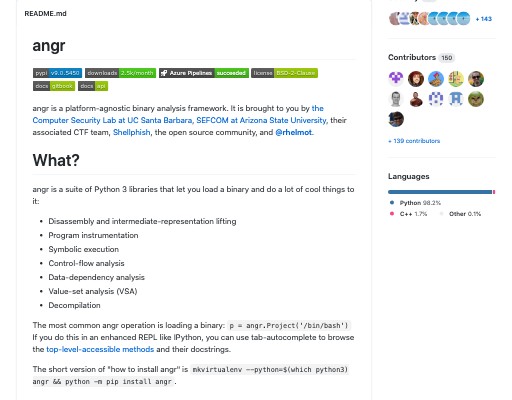 README.md
angr
pypi v9.0.5450 downloads 2.5k/month Azure Pipelines succeeded license BSD-2-Clause
docs gitbook docs api
angr is a platform-agnostic binary analysis framework. It is brought to you by the
Computer Security Lab at UC Santa Barbara, SEFCOM at Arizona State University, their
associated CTF team, Shellphish, the open source community, and @rhelmot.
What?
angr is a suite of Python 3 libraries that let you load a binary and do a lot of cool things to
it:
• Disassembly and intermediate-representation lifting
• Program instrumentation
• Symbolic execution
• Control-flow analysis
• Data-dependency analysis
• Value-set analysis (VSA)
• Decompilation
The most common angr operation is loading a binary: p = angr.Project('/bin/bash')
If you do this in an enhanced REPL like IPython, you can use tab-autocomplete to browse
the top-level-accessible methods and their docstrings.
The short version of "how to install angr" is mkvirtualenv --python=$(which python3)
angr && python -m pip install angr .
+ 143
Contributors 150
+ 139 contributors
Languages
Python 98.2%
C++ 1.7% Other 0.1%